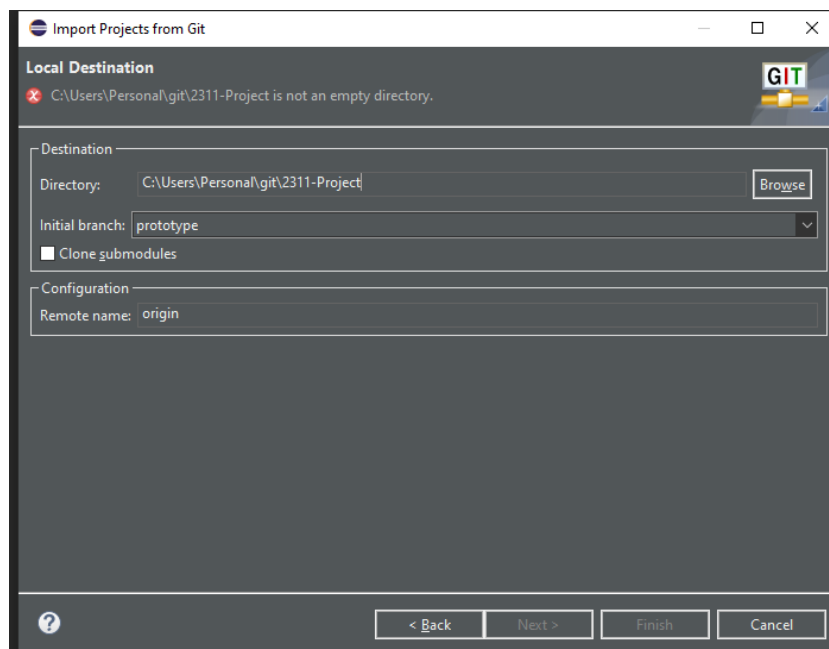 Import Projects from Git
Local Destination
C:\Users\Personal\git\2311-Project is not an empty directory.
GIT
Destination
Directory: C:\Users\Personal\git\2311-Project Browse
Initial branch: prototype
Clone submodules
Configuration
Remote name: origin
? < Back Next > Finish Cancel